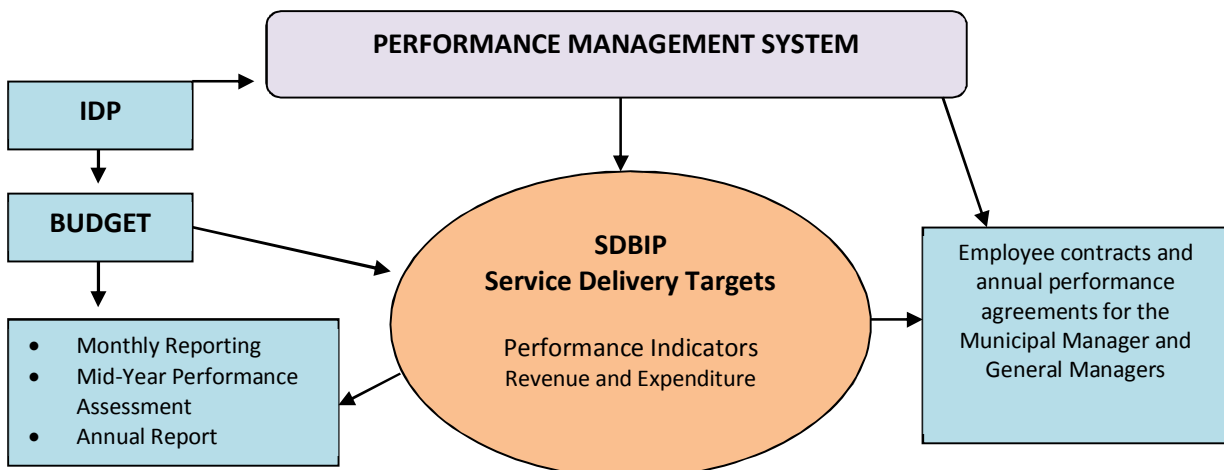 PERFORMANCE MANAGEMENT SYSTEM
IDP
BUDGET
SDBIP
Service Delivery Targets
Performance Indicators
Revenue and Expenditure
Employee contracts and
annual performance
agreements for the
Municipal Manager and
General Managers
• Monthly Reporting
• Mid-Year Performance
Assessment
• Annual Report